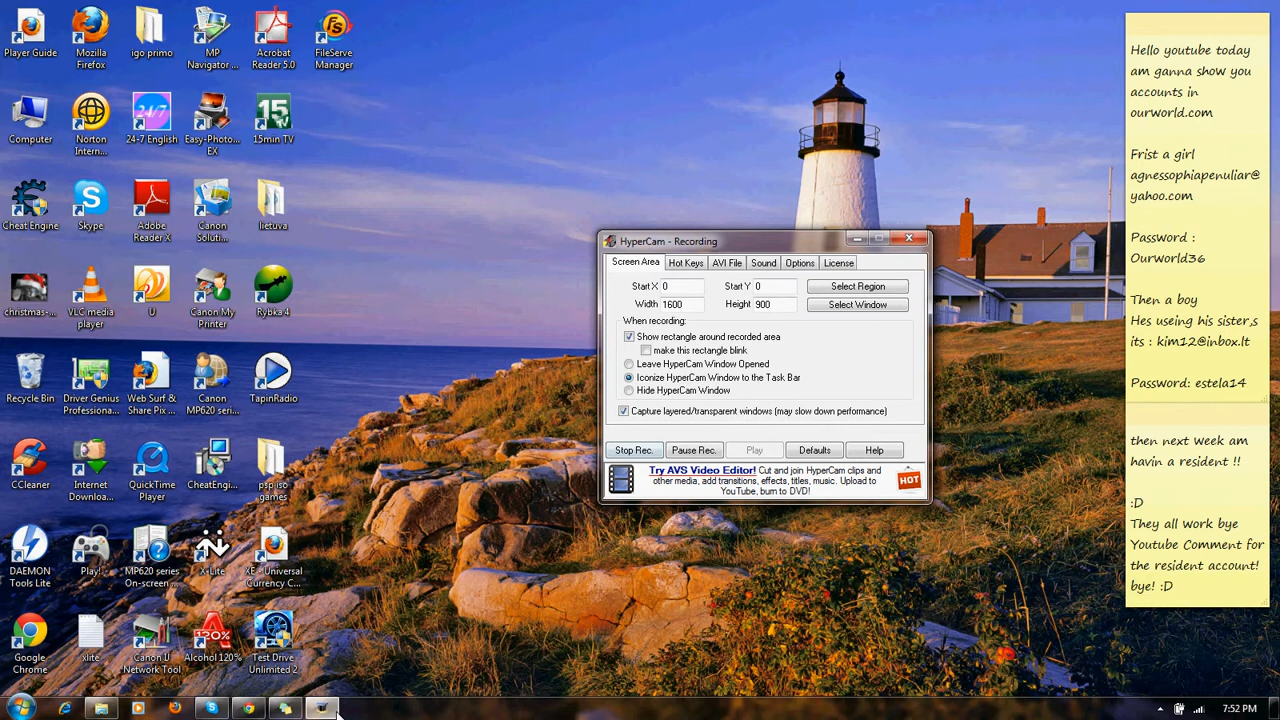 Player Guide
Mozilla
Firefox
igo primo
MP
Navigator ...
Acrobat
Reader 5.0
FileServe
Manager
Computer
Norton
Intern...
24-7 English
Easy-Photo...
EX
15min TV
Cheat Engine
Skype
Adobe
Reader X
Canon
Soluti...
lietuva
christmas-...
VLC media
player
U
Canon My
Printer
Rybka 4
Recycle Bin
Driver Genius
Professiona...
Web Surf &
Share Pix ...
Canon
MP620 seri...
TapinRadio
CCleaner
Internet
Downloa...
QuickTime
Player
CheatEngin...
psp iso
games
DAEMON
Tools Lite
Play!
MP620 series
On-screen ...
X-Lite
XE - Universal
Currency C...
Google
Chrome
xlite
Canon IJ
Network Tool
Alcohol 120%
Test Drive
Unlimited 2
HyperCam - Recording
Screen Area Hot Keys AVI File Sound Options License
Start X 0 Start Y 0 Select Region
Width 1600 Height 900 Select Window
When recording:
Show rectangle around recorded area
make this rectangle blink
Leave HyperCam Window Opened
Iconize HyperCam Window to the Task Bar
Hide HyperCam Window
Capture layered/transparent windows (may slow down performance)
Stop Rec. Pause Rec. Play Defaults Help
Try AVS Video Editor! Cut and join HyperCam clips and
other media, add transitions, effects, titles, music. Upload to
YouTube, burn to DVD!
HOT
Hello youtube today
am ganna show you
accounts in
ourworld.com
Frist a girl
agnessophiapenuliar@
yahoo.com
Password :
Ourworld36
Then a boy
Hes useing his sister,s
its : kim12@inbox.lt
Password: estela14
then next week am
havin a resident !!
:D
They all work bye
Youtube Comment for
the resident account!
bye! :D
7:52 PM